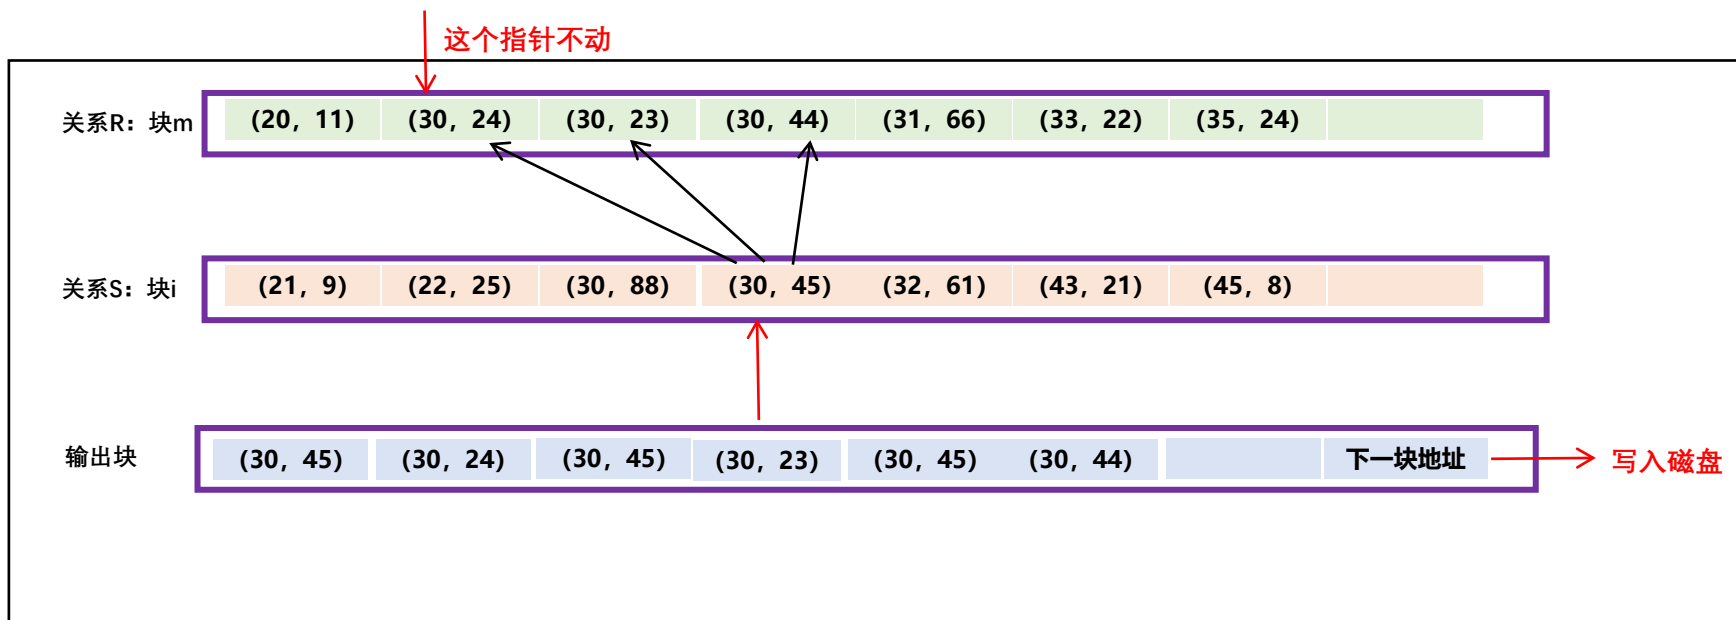 这个指针不动
关系R：块m (20，11) (30，24) (30，23) (30，44) (31，66) (33，22) (35，24)
关系S：块i (21，9) (22，25) (30，88) (30，45) (32，61) (43，21) (45，8)
输出块 (30，45) (30，24) (30，45) (30，23) (30，45) (30，44) 下一块地址 写入磁盘